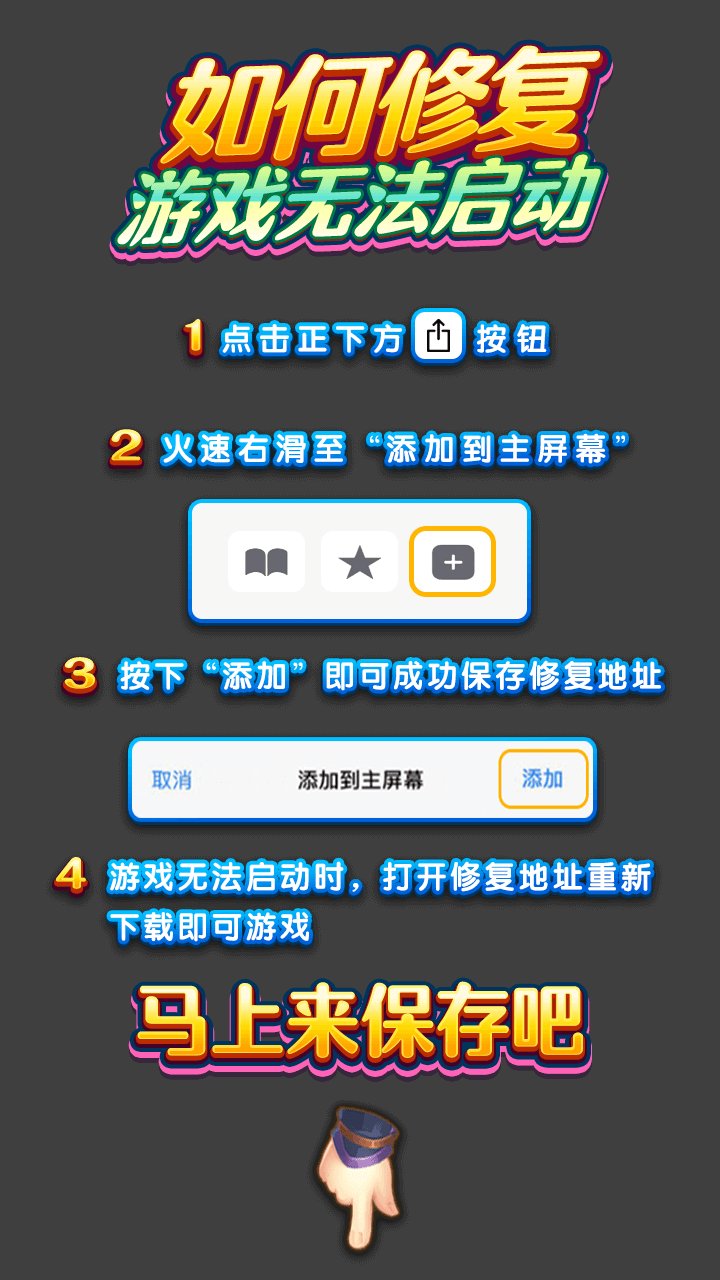 如何修复
游戏无法启动
1 点击正下方 按钮
2 火速右滑至“添加到主屏幕”
3 按下“添加”即可成功保存修复地址
取消 添加到主屏幕 添加
4 游戏无法启动时，打开修复地址重新
下载即可游戏
马上来保存吧